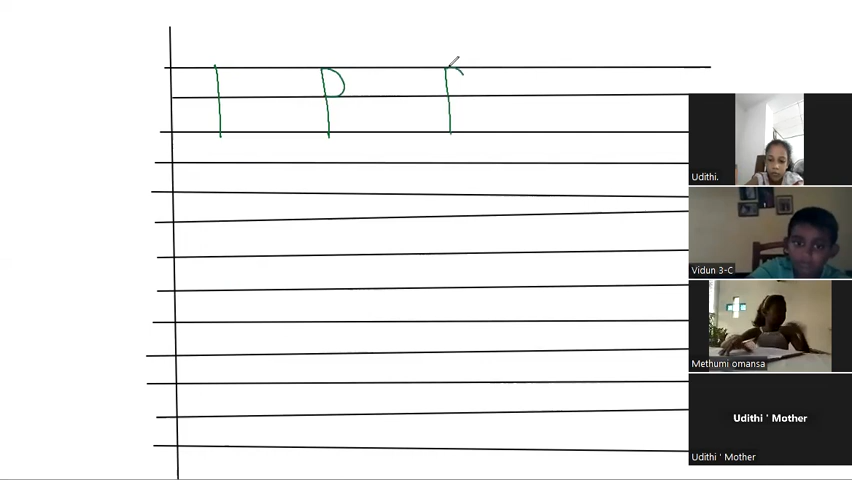 l P r
Udithi.
Vidun 3-C
Methumi omansa
Udithi ' Mother
Udithi ' Mother